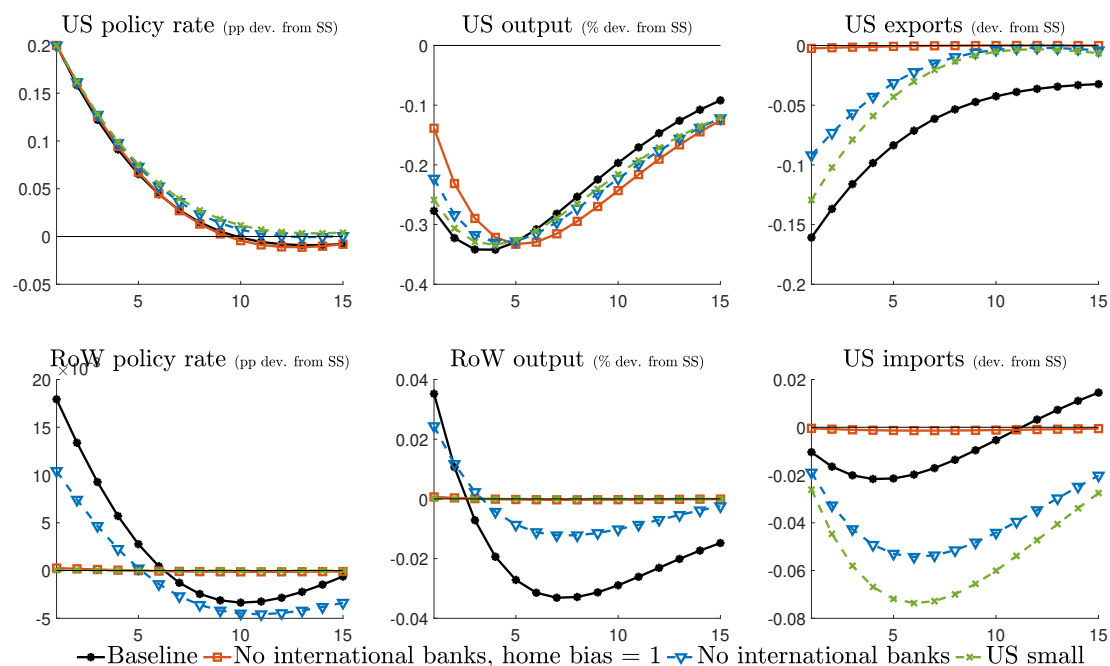 US policy rate (pp dev. from SS)
0.2
0.15
0.1
0.05
0
-0.05
5 10 15
US output (% dev. from SS)
0
-0.1
-0.2
-0.3
-0.4
5 10 15
US exports (dev. from SS)
0
-0.05
-0.1
-0.15
-0.2
5 10 15
RoW policy rate (pp dev. from SS)
×10⁻³
20
15
10
5
0
-5
5 10 15
RoW output (% dev. from SS)
0.04
0.02
0
-0.02
-0.04
5 10 15
US imports (dev. from SS)
0.02
0
-0.02
-0.04
-0.06
-0.08
5 10 15
Baseline No international banks, home bias = 1 No international banks US small